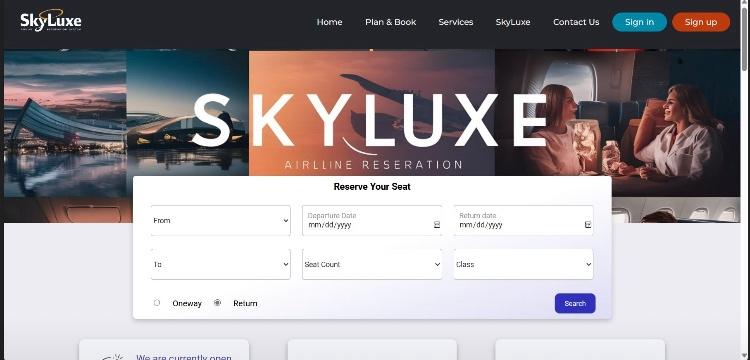 SkyLuxe
Home Plan & Book Services SkyLuxe Contact Us Sign in Sign up
SKYLUXE
AIRLLINE RESERATION
Reserve Your Seat
From
Departure Date
mm/dd/yyyy
Return date
mm/dd/yyyy
To
Seat Count
Class
Oneway
Return
Search
We are currently open